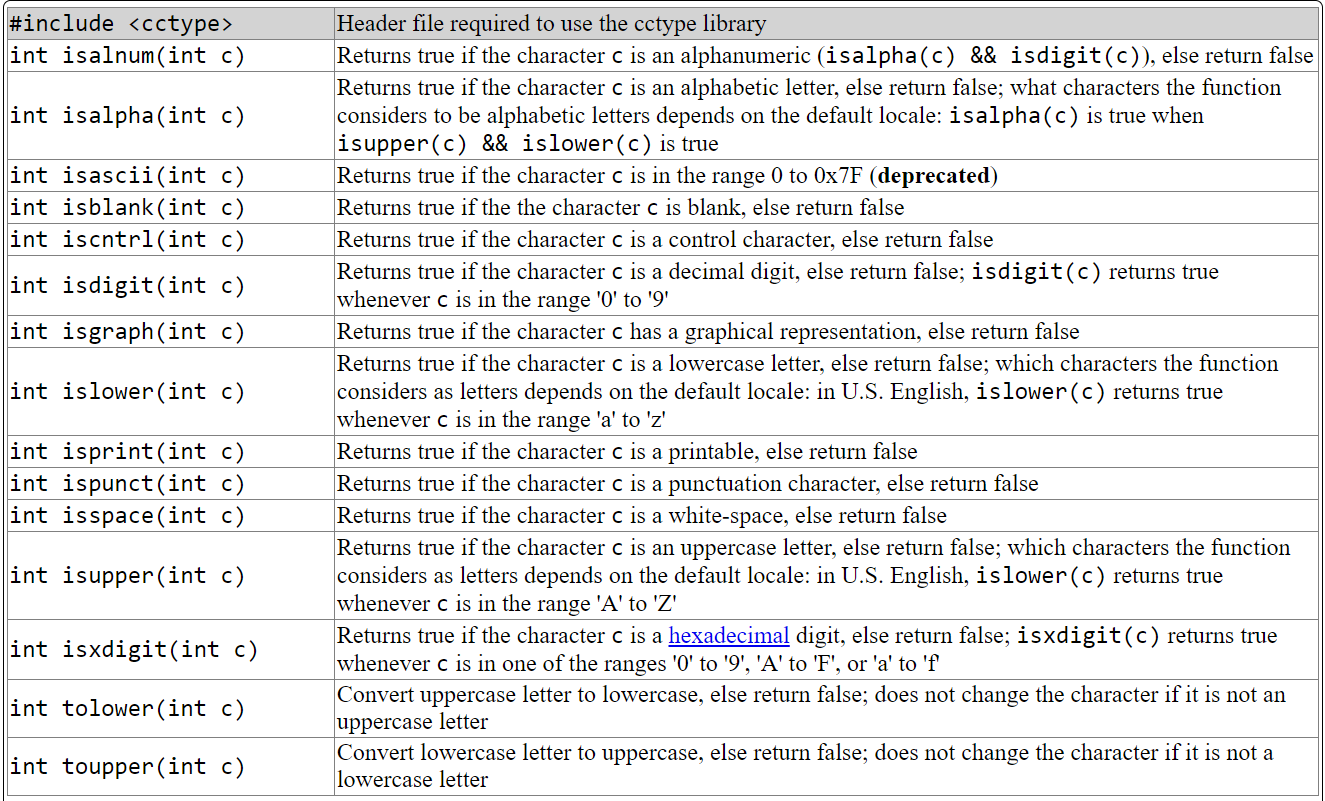 #include <cctype> Header file required to use the cctype library
int isalnum(int c) Returns true if the character c is an alphanumeric (isalpha(c) && isdigit(c)), else return false
int isalpha(int c) Returns true if the character c is an alphabetic letter, else return false; what characters the function
considers to be alphabetic letters depends on the default locale: isalpha(c) is true when
isupper(c) && islower(c) is true
int isascii(int c) Returns true if the character c is in the range 0 to 0x7F (deprecated)
int isblank(int c) Returns true if the the character c is blank, else return false
int iscntrl(int c) Returns true if the character c is a control character, else return false
int isdigit(int c) Returns true if the character c is a decimal digit, else return false; isdigit(c) returns true
whenever c is in the range '0' to '9'
int isgraph(int c) Returns true if the character c has a graphical representation, else return false
int islower(int c) Returns true if the character c is a lowercase letter, else return false; which characters the function
considers as letters depends on the default locale: in U.S. English, islower(c) returns true
whenever c is in the range 'a' to 'z'
int isprint(int c) Returns true if the character c is a printable, else return false
int ispunct(int c) Returns true if the character c is a punctuation character, else return false
int isspace(int c) Returns true if the character c is a white-space, else return false
int isupper(int c) Returns true if the character c is an uppercase letter, else return false; which characters the function
considers as letters depends on the default locale: in U.S. English, islower(c) returns true
whenever c is in the range 'A' to 'Z'
int isxdigit(int c) Returns true if the character c is a hexadecimal digit, else return false; isxdigit(c) returns true
whenever c is in one of the ranges '0' to '9', 'A' to 'F', or 'a' to 'f'
int tolower(int c) Convert uppercase letter to lowercase, else return false; does not change the character if it is not an
uppercase letter
int toupper(int c) Convert lowercase letter to uppercase, else return false; does not change the character if it is not a
lowercase letter